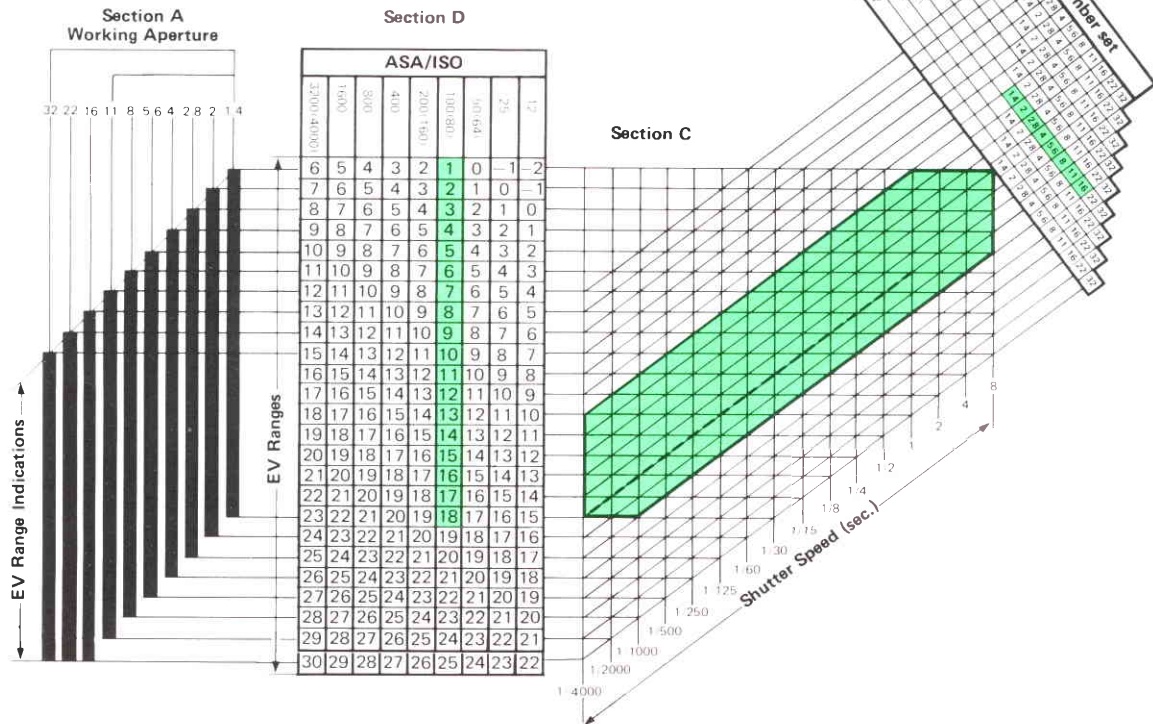 Section A
Working Aperture
32 22 16 11 8 5 6 4 2 8 2 1 4
EV Range Indications
Section D
ASA/ISO
3200(4000) 1600 800 400 200(160) 100(80) 50(64) 25 12
EV Ranges
6 5 4 3 2 1 0 −1 −2
7 6 5 4 3 2 1 0 −1
8 7 6 5 4 3 2 1 0
9 8 7 6 5 4 3 2 1
10 9 8 7 6 5 4 3 2
11 10 9 8 7 6 5 4 3
12 11 10 9 8 7 6 5 4
13 12 11 10 9 8 7 6 5
14 13 12 11 10 9 8 7 6
15 14 13 12 11 10 9 8 7
16 15 14 13 12 11 10 9 8
17 16 15 14 13 12 11 10 9
18 17 16 15 14 13 12 11 10
19 18 17 16 15 14 13 12 11
20 19 18 17 16 15 14 13 12
21 20 19 18 17 16 15 14 13
22 21 20 19 18 17 16 15 14
23 22 21 20 19 18 17 16 15
24 23 22 21 20 19 18 17 16
25 24 23 22 21 20 19 18 17
26 25 24 23 22 21 20 19 18
27 26 25 24 23 22 21 20 19
28 27 26 25 24 23 22 21 20
29 28 27 26 25 24 23 22 21
30 29 28 27 26 25 24 23 22
Section C
8
4
2
1
1/2
1/4
1/8
1/15
1/30
1/60
1/125
1/250
1/500
1/1000
1/2000
1/4000
Shutter Speed (sec.)
mber set
14 2 28 4 56 8 11 16 22 32